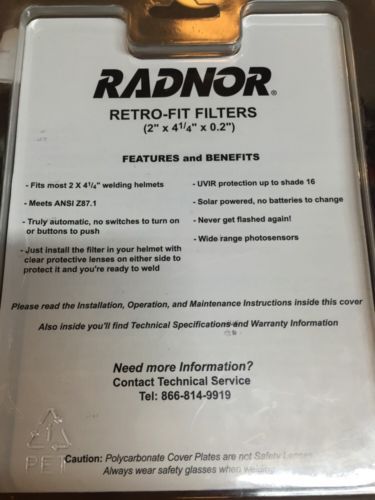 RADNOR®
RETRO-FIT FILTERS
(2" x 4¹/⁴" x 0.2")
FEATURES and BENEFITS
- Fits most 2 X 4¹/⁴" welding helmets
- Meets ANSI Z87.1
- Truly automatic, no switches to turn on
or buttons to push
- Just install the filter in your helmet with
clear protective lenses on either side to
protect it and you're ready to weld
- UVIR protection up to shade 16
- Solar powered, no batteries to change
- Never get flashed again!
- Wide range photosensors
Please read the Installation, Operation, and Maintenance Instructions inside this cover
Also inside you'll find Technical Specifications and Warranty Information
Need more Information?
Contact Technical Service
Tel: 866-814-9919
1
PET
Caution: Polycarbonate Cover Plates are not Safety Lenses
Always wear safety glasses when welding